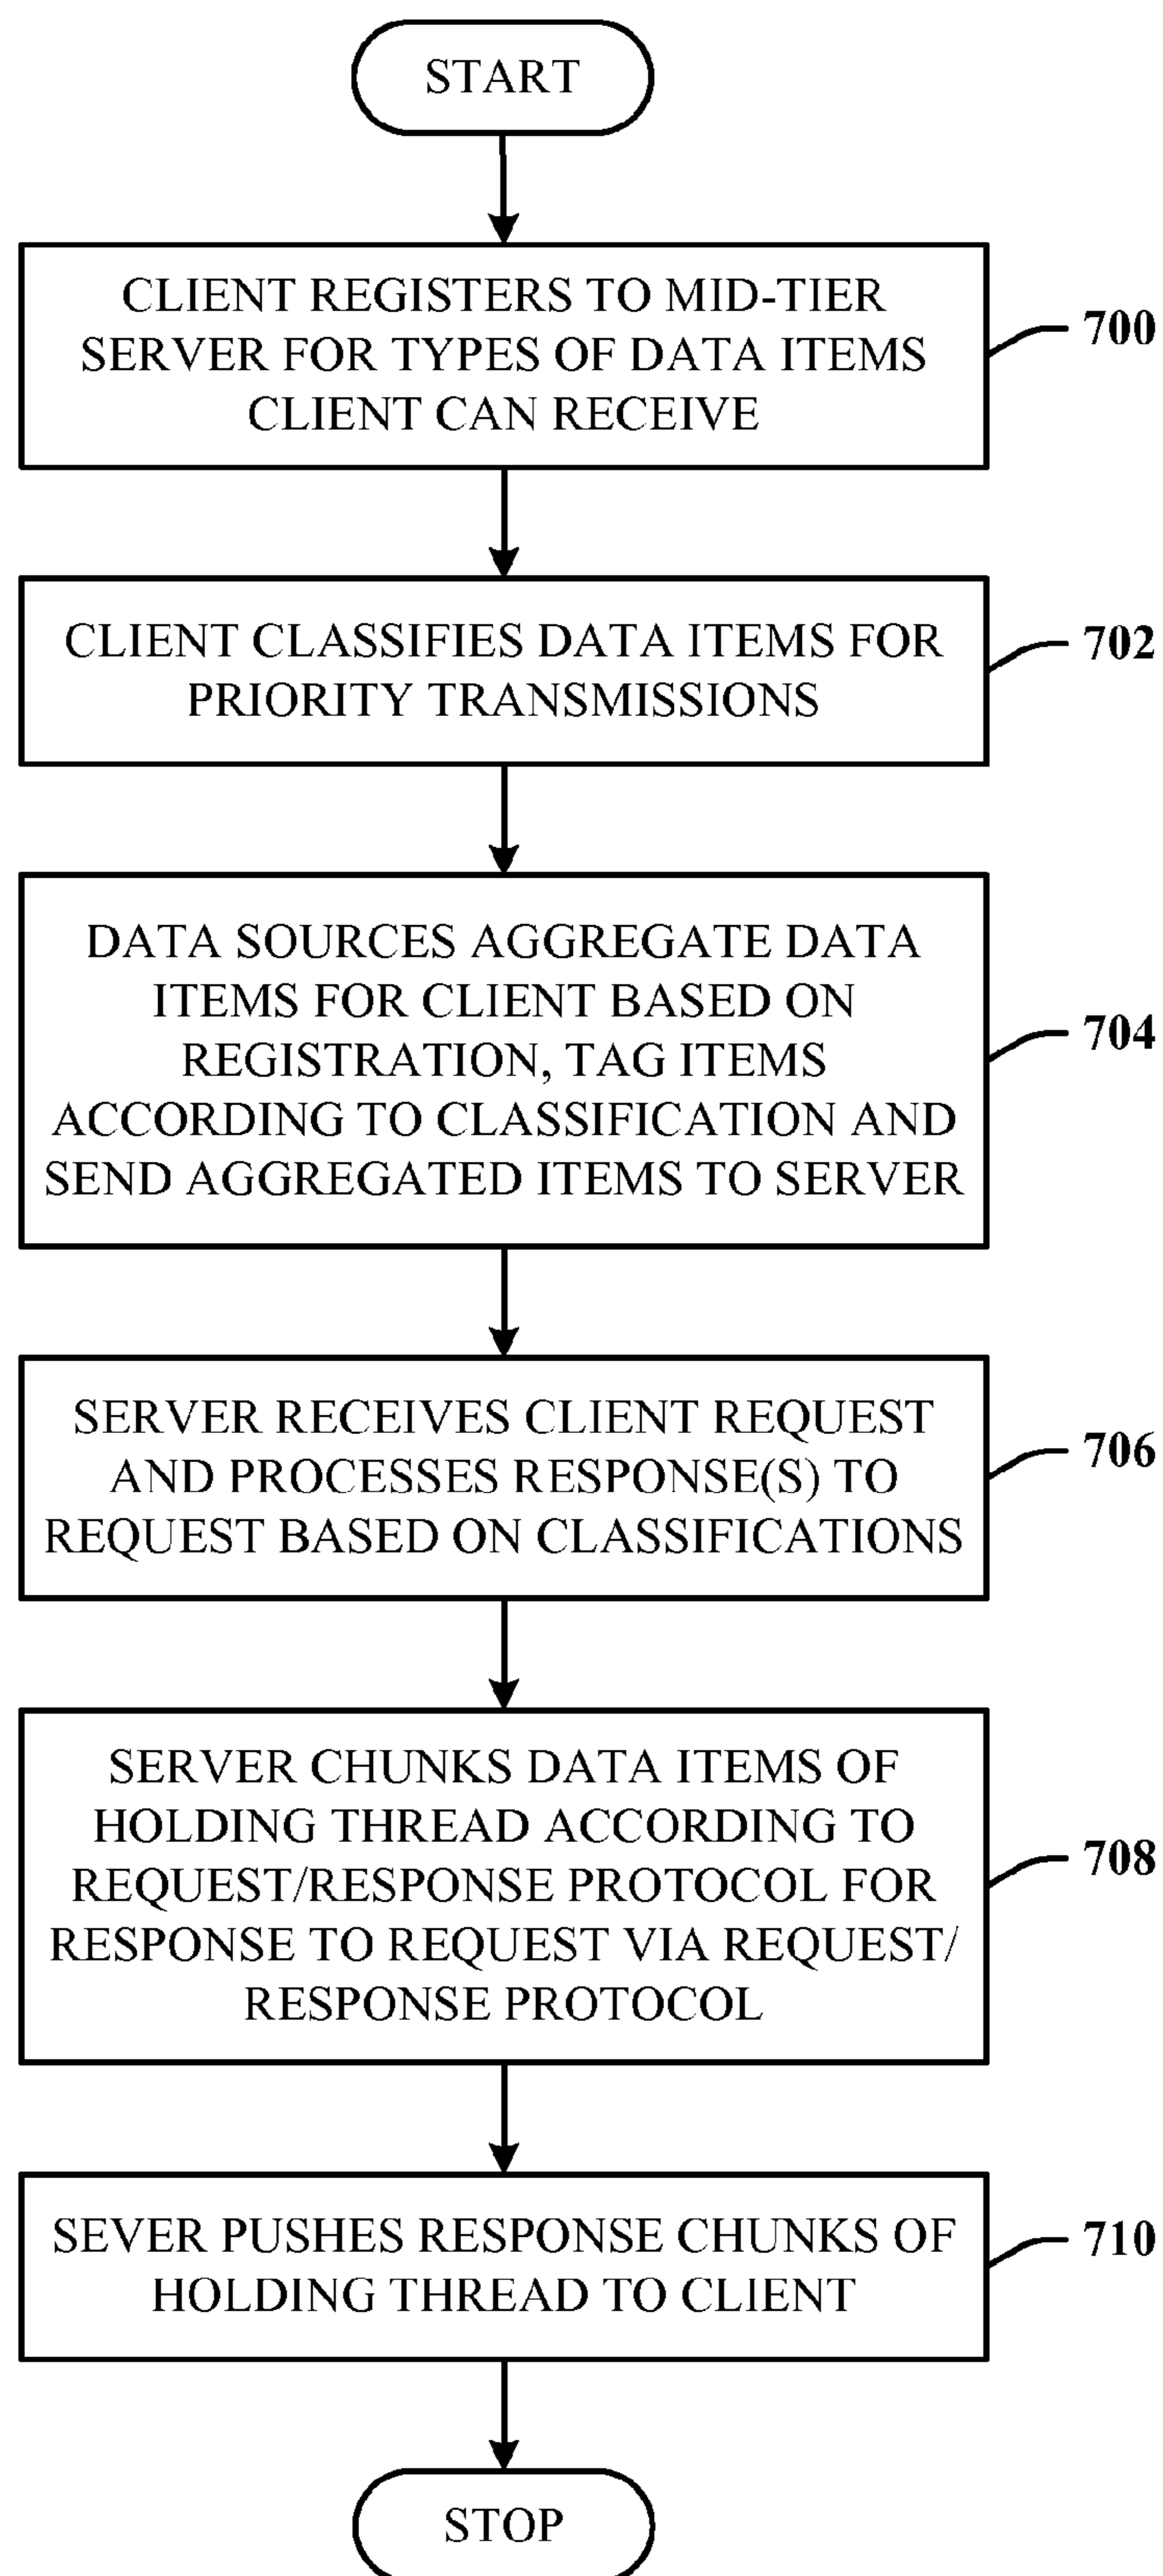 START
CLIENT REGISTERS TO MID-TIER
SERVER FOR TYPES OF DATA ITEMS
CLIENT CAN RECEIVE
700
CLIENT CLASSIFIES DATA ITEMS FOR
PRIORITY TRANSMISSIONS
702
DATA SOURCES AGGREGATE DATA
ITEMS FOR CLIENT BASED ON
REGISTRATION, TAG ITEMS
ACCORDING TO CLASSIFICATION AND
SEND AGGREGATED ITEMS TO SERVER
704
SERVER RECEIVES CLIENT REQUEST
AND PROCESSES RESPONSE(S) TO
REQUEST BASED ON CLASSIFICATIONS
706
SERVER CHUNKS DATA ITEMS OF
HOLDING THREAD ACCORDING TO
REQUEST/RESPONSE PROTOCOL FOR
RESPONSE TO REQUEST VIA REQUEST/
RESPONSE PROTOCOL
708
SEVER PUSHES RESPONSE CHUNKS OF
HOLDING THREAD TO CLIENT
710
STOP